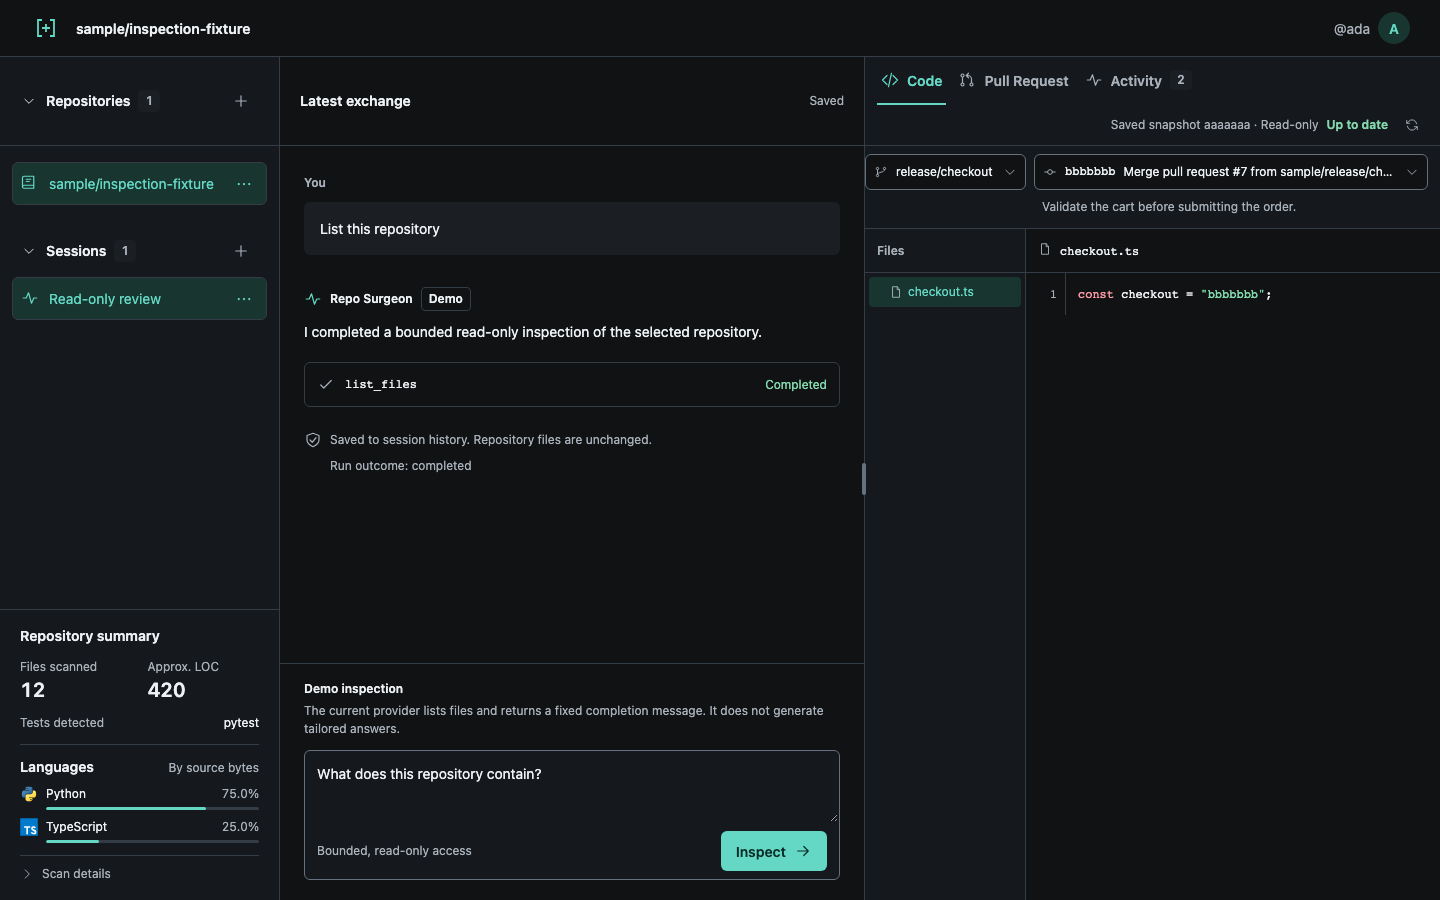 sample/inspection-fixture
@ada A
Repositories 1
sample/inspection-fixture ...
Sessions 1
Read-only review ...
Repository summary
Files scanned
12
Approx. LOC
420
Tests detected pytest
Languages By source bytes
Python 75.0%
TS TypeScript 25.0%
Scan details
Latest exchange Saved
You
List this repository
Repo Surgeon Demo
I completed a bounded read-only inspection of the selected repository.
list_files Completed
Saved to session history. Repository files are unchanged.
Run outcome: completed
Demo inspection
The current provider lists files and returns a fixed completion message. It does not generate
tailored answers.
What does this repository contain?
Bounded, read-only access
Inspect
Code Pull Request Activity 2
Saved snapshot aaaaaaa · Read-only Up to date
release/checkout
bbbbbbb Merge pull request #7 from sample/release/ch...
Validate the cart before submitting the order.
Files
checkout.ts
checkout.ts
1 const checkout = "bbbbbbb";